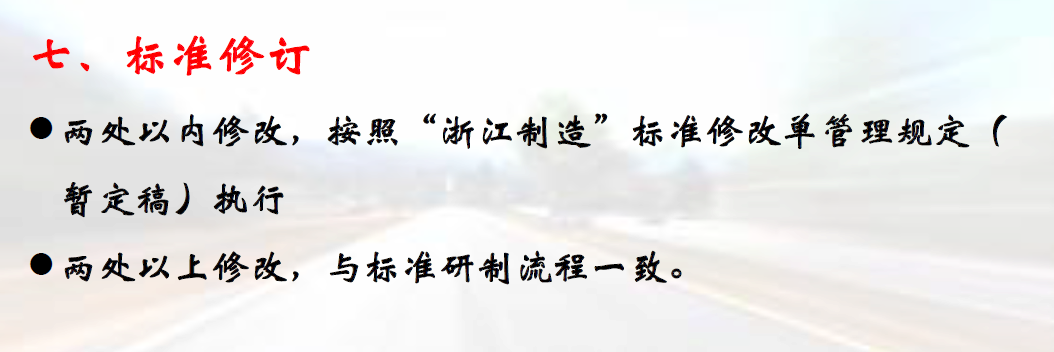 七、标准修订
●两处以内修改，按照“浙江制造”标准修改单管理规定（
暂定稿）执行
●两处以上修改，与标准研制流程一致。